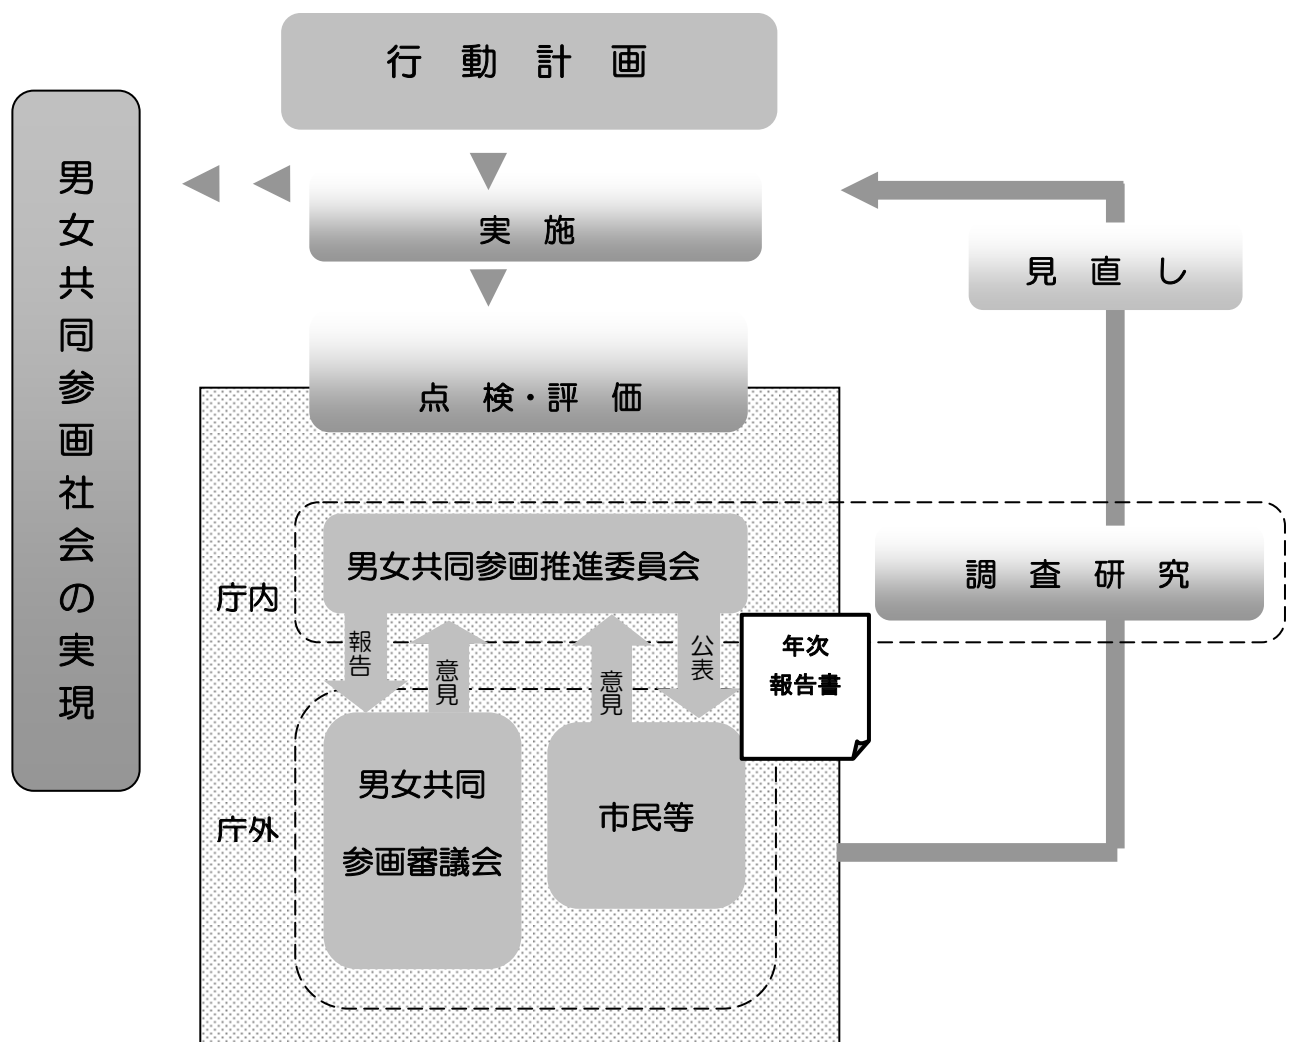 行 動 計 画
男女共同参画社会の実現
実 施
見 直 し
点 検・評 価
男女共同参画推進委員会
調 査 研 究
庁内
報告
意見
意見
公表
年次
報告書
男女共同
参画審議会
市民等
庁外